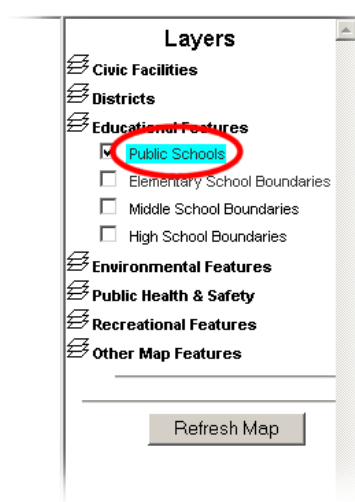 Layers
Civic Facilities
Districts
Educational Features
Public Schools
Elementary School Boundaries
Middle School Boundaries
High School Boundaries
Environmental Features
Public Health & Safety
Recreational Features
Other Map Features
Refresh Map